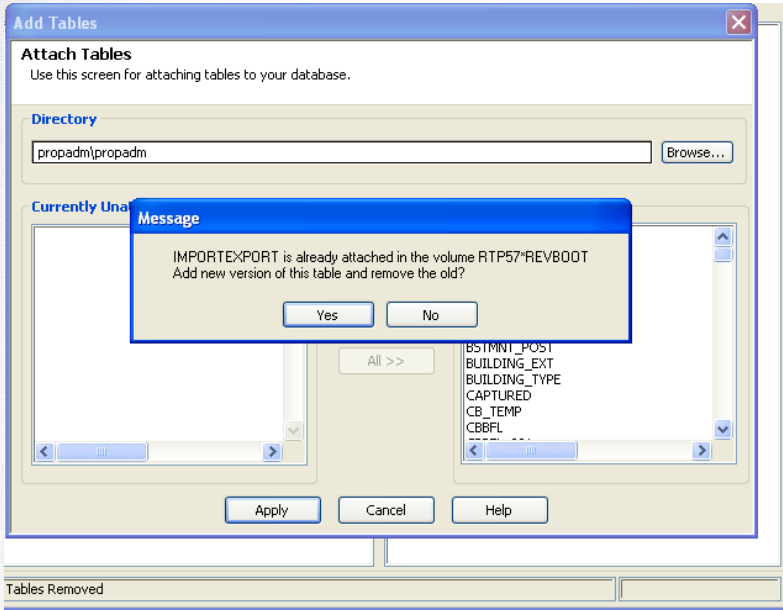 Add Tables
Attach Tables
Use this screen for attaching tables to your database.
Directory
propadm\propadm
Browse...
Currently Unat
Message
IMPORTEXPORT is already attached in the volume RTP57*REVBOOT
Add new version of this table and remove the old?
Yes
No
All >>
BSTMNT_POST
BUILDING_EXT
BUILDING_TYPE
CAPTURED
CB_TEMP
CBBFL
Apply
Cancel
Help
Tables Removed